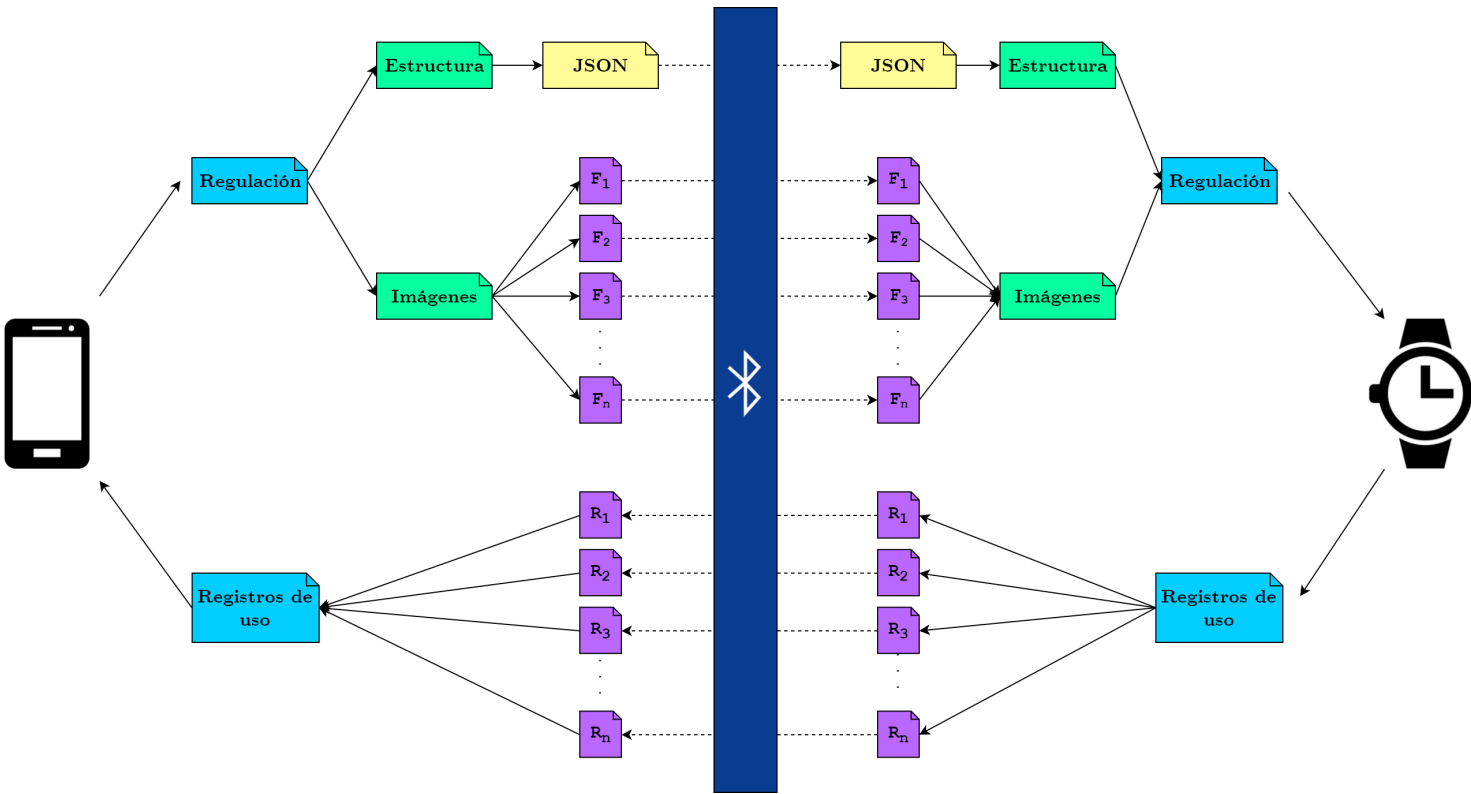 Estructura
JSON
JSON
Estructura
Regulación
F1
F1
Regulación
F2
F2
Imágenes
F3
F3
Imágenes
Fn
Fn
R1
R1
R2
R2
Registros de
uso
Registros de
uso
R3
R3
Rn
Rn